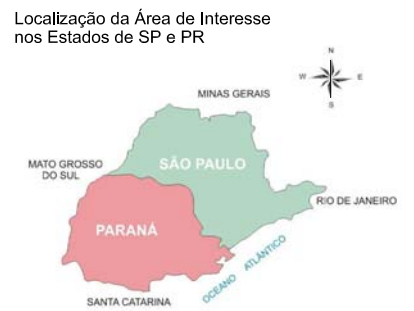 Localização da Área de Interesse
nos Estados de SP e PR
N
W
E
S
MINAS GERAIS
MATO GROSSO
DO SUL
SÃO PAULO
RIO DE JANEIRO
PARANÁ
OCEANO ATLÂNTICO
SANTA CATARINA